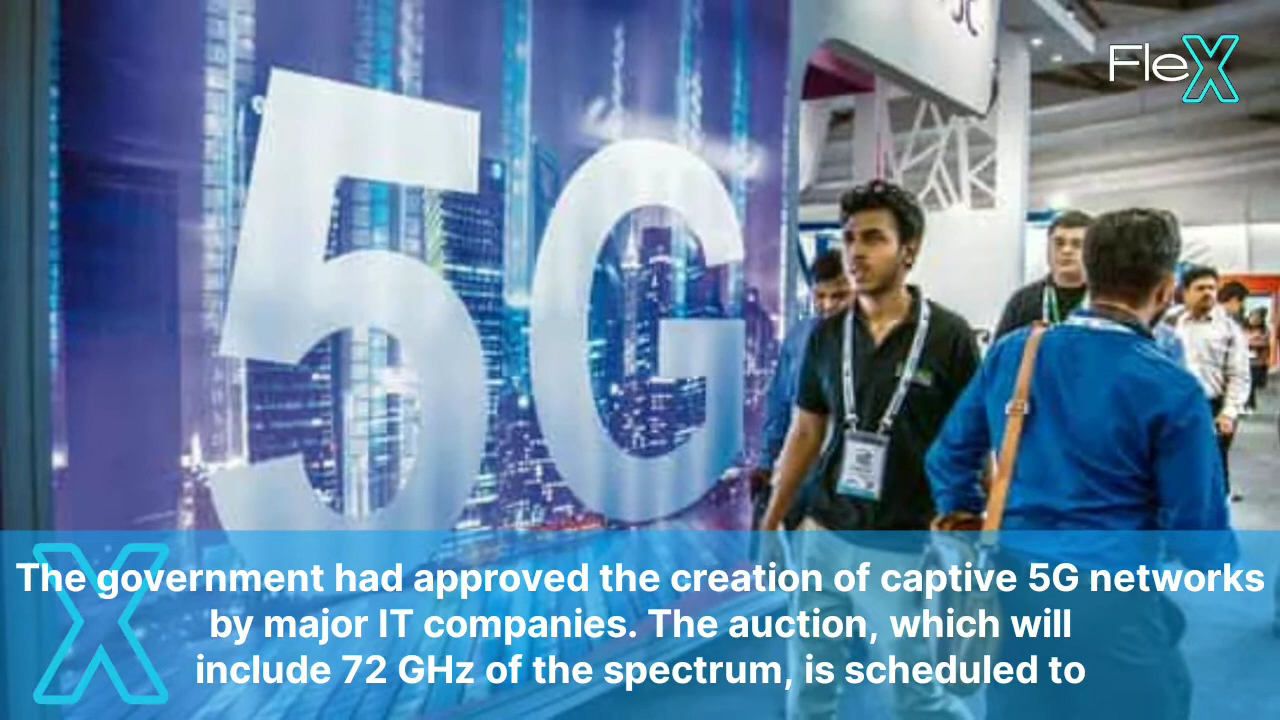 FleX
5G
The government had approved the creation of captive 5G networks
by major IT companies. The auction, which will
include 72 GHz of the spectrum, is scheduled to